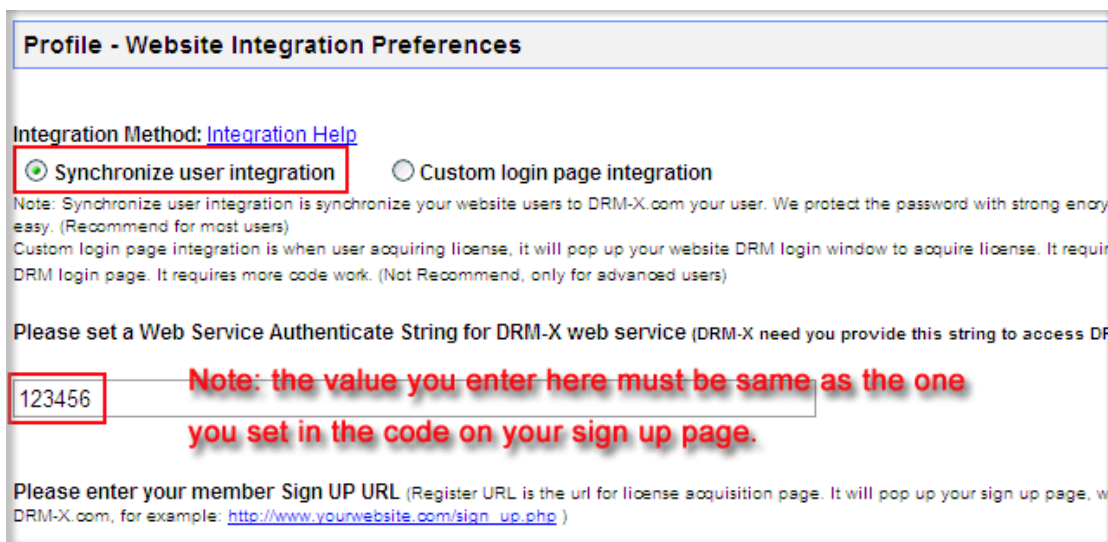 Profile - Website Integration Preferences
Integration Method: Integration Help
Synchronize user integration Custom login page integration
Note: Synchronize user integration is synchronize your website users to DRM-X.com your user. We protect the password with strong
easy. (Recommend for most users)
Custom login page integration is when user acquiring license, it will pop up your website DRM login window to acquire license. It
DRM login page. It requires more code work. (Not Recommend, only for advanced users)
Please set a Web Service Authenticate String for DRM-X web service (DRM-X need you provide this string to access
123456
Note: the value you enter here must be same as the one
you set in the code on your sign up page.
Please enter your member Sign UP URL (Register URL is the url for license acquisition page. It will pop up your sign up page,
DRM-X.com, for example: http://www.yourwebsite.com/sign_up.php )